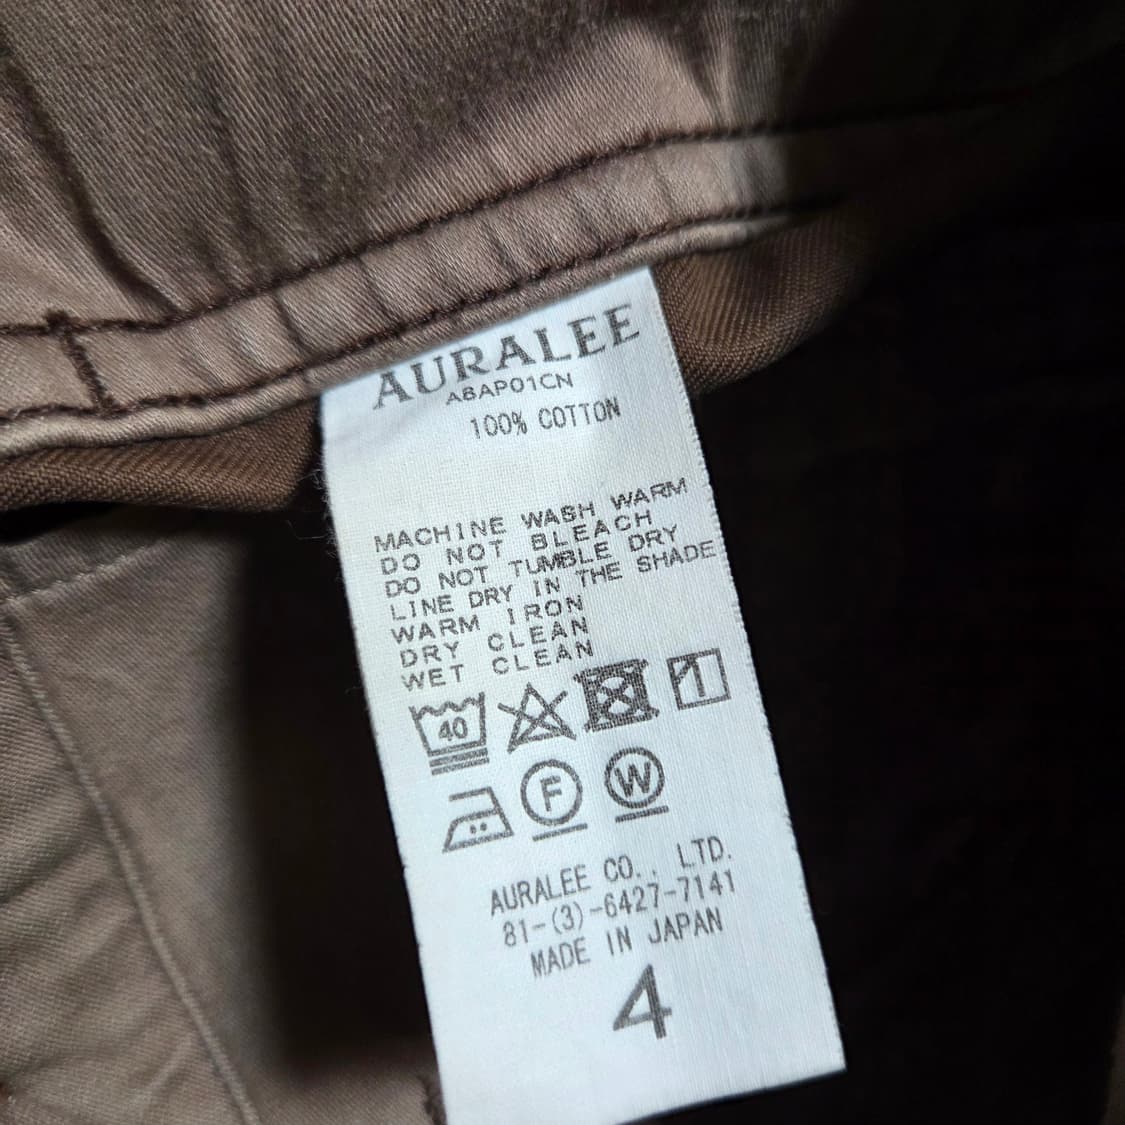 AURALEE
A8AP01CN
100% COTTON
MACHINE WASH WARM
DO NOT BLEACH
DO NOT TUMBLE DRY
LINE DRY IN THE SHADE
WARM IRON
DRY CLEAN
WET CLEAN
40
F W
AURALEE CO., LTD.
81-(3)-6427-7141
MADE IN JAPAN
4